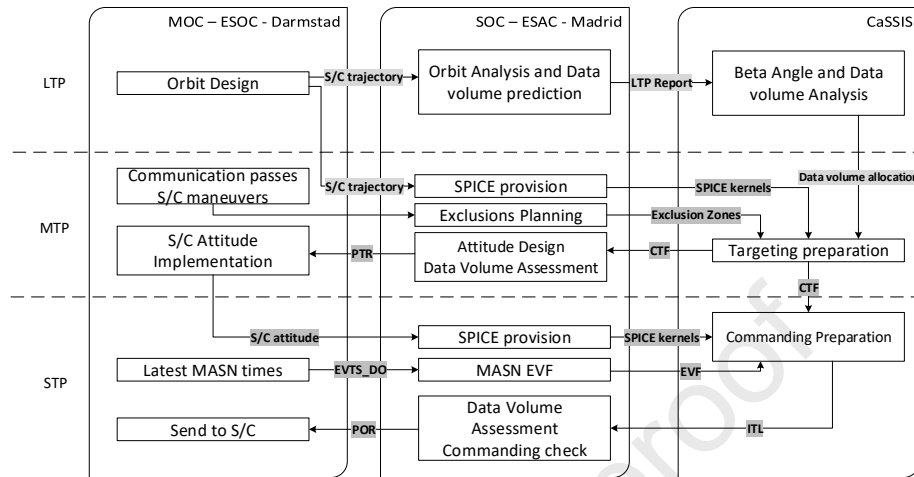 MOC – ESOC - Darmstad
SOC – ESAC - Madrid
CaSSIS
LTP
Orbit Design
S/C trajectory
Orbit Analysis and Data
volume prediction
LTP Report
Beta Angle and Data
volume Analysis
Data volume allocation
MTP
Communication passes
S/C maneuvers
S/C trajectory
SPICE provision
SPICE kernels
Exclusions Planning
Exclusion Zones
S/C Attitude
Implementation
PTR
Attitude Design
Data Volume Assessment
CTF
Targeting preparation
CTF
STP
S/C attitude
SPICE provision
SPICE kernels
Commanding Preparation
Latest MASN times
EVTS_DO
MASN EVF
EVF
Send to S/C
POR
Data Volume
Assessment
Commanding check
ITL
proof